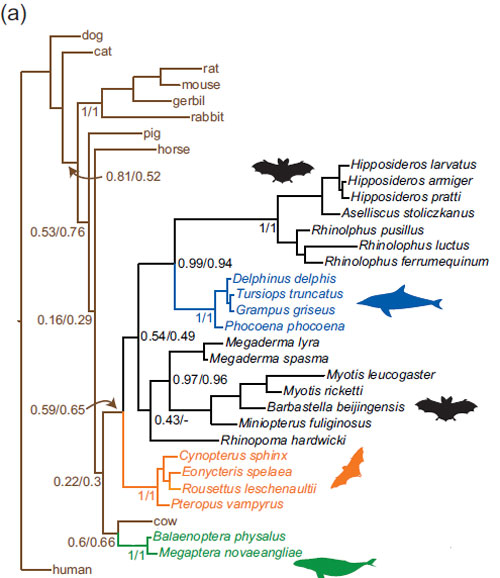 (a)
dog
cat
rat
mouse
gerbil
1/1
rabbit
pig
horse
0.81/0.52
Hipposideros larvatus
Hipposideros armiger
Hipposideros pratti
Aselliscus stoliczkanus
1/1
Rhinolphus pusillus
0.53/0.76
Rhinolophus luctus
0.99/0.94
Rhinolophus ferrumequinum
Delphinus delphis
Tursiops truncatus
Grampus griseus
0.16/0.29
1/1
Phocoena phocoena
0.54/0.49
Megaderma lyra
Megaderma spasma
0.97/0.96
Myotis leucogaster
Myotis ricketti
0.59/0.65
Barbastella beijingensis
0.43/-
Miniopterus fuliginosus
Rhinopoma hardwicki
Cynopterus sphinx
Eonycteris spelaea
0.22/0.3
Rousettus leschenaultii
1/1
Pteropus vampyrus
cow
0.6/0.66
Balaenoptera physalus
1/1
Megaptera novaeangliae
human